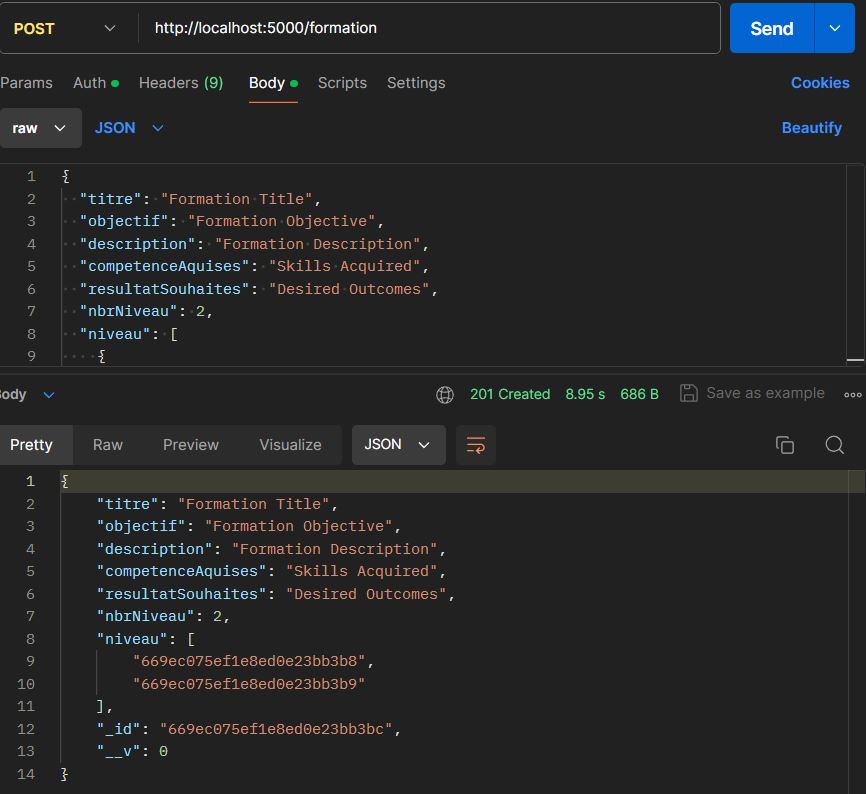 POST http://localhost:5000/formation Send
Params Auth Headers (9) Body Scripts Settings Cookies
raw JSON Beautify
1 {
2 "titre": "Formation Title",
3 "objectif": "Formation Objective",
4 "description": "Formation Description",
5 "competenceAquises": "Skills Acquired",
6 "resultatSouhaites": "Desired Outcomes",
7 "nbrNiveau": 2,
8 "niveau": [
9 {
ody 201 Created 8.95 s 686 B Save as example
Pretty Raw Preview Visualize JSON
1 {
2 "titre": "Formation Title",
3 "objectif": "Formation Objective",
4 "description": "Formation Description",
5 "competenceAquises": "Skills Acquired",
6 "resultatSouhaites": "Desired Outcomes",
7 "nbrNiveau": 2,
8 "niveau": [
9 "669ec075ef1e8ed0e23bb3b8",
10 "669ec075ef1e8ed0e23bb3b9"
11 ],
12 "_id": "669ec075ef1e8ed0e23bb3bc",
13 "__v": 0
14 }